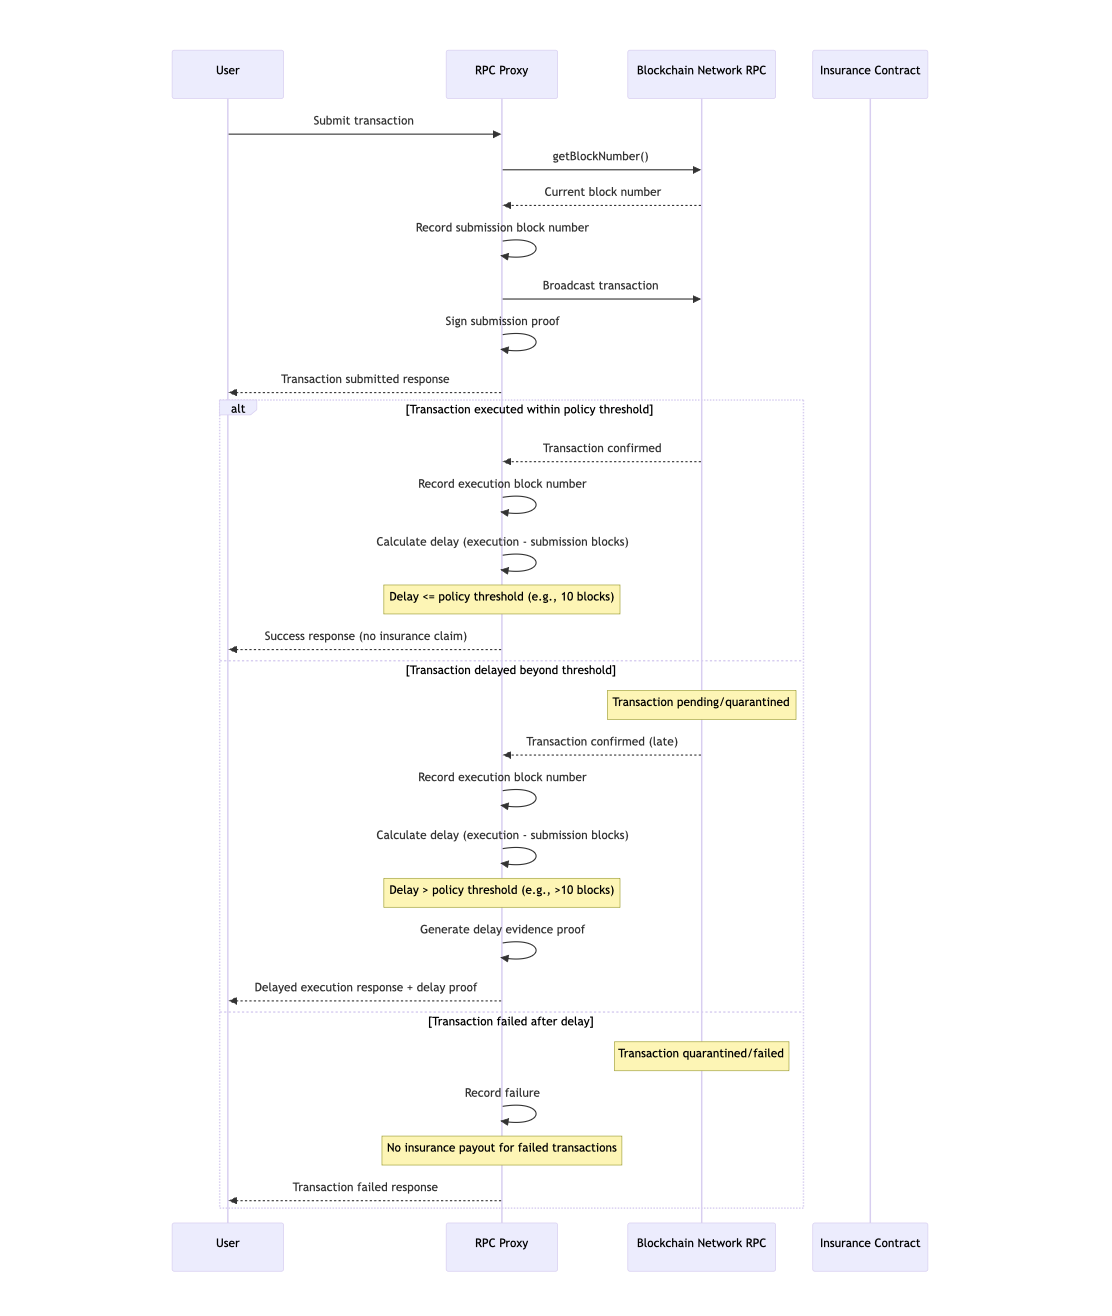 User
RPC Proxy
Blockchain Network RPC
Insurance Contract
Submit transaction
getBlockNumber()
Current block number
Record submission block number
Broadcast transaction
Sign submission proof
Transaction submitted response
alt
[Transaction executed within policy threshold]
Transaction confirmed
Record execution block number
Calculate delay (execution - submission blocks)
Delay <= policy threshold (e.g., 10 blocks)
Success response (no insurance claim)
[Transaction delayed beyond threshold]
Transaction pending/quarantined
Transaction confirmed (late)
Record execution block number
Calculate delay (execution - submission blocks)
Delay > policy threshold (e.g., >10 blocks)
Generate delay evidence proof
Delayed execution response + delay proof
[Transaction failed after delay]
Transaction quarantined/failed
Record failure
No insurance payout for failed transactions
Transaction failed response
User
RPC Proxy
Blockchain Network RPC
Insurance Contract